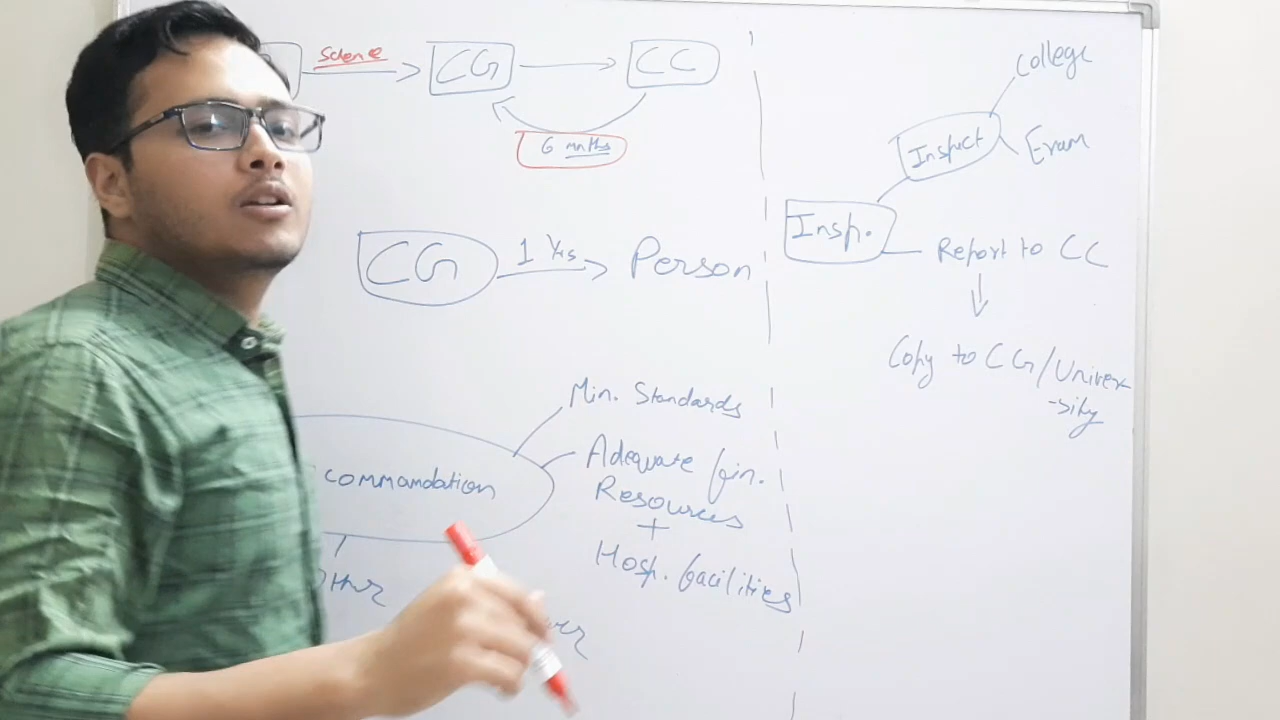 Scheme
CG
CC
6 mnths
CG
1 Yrs
Person
commamdation
Min. Standards
Adequate fin.
Resources
+
Hosp. facilities
College
Inspect
Exam
Insp.
Report to CC
Copy to CG/Univer
-sity